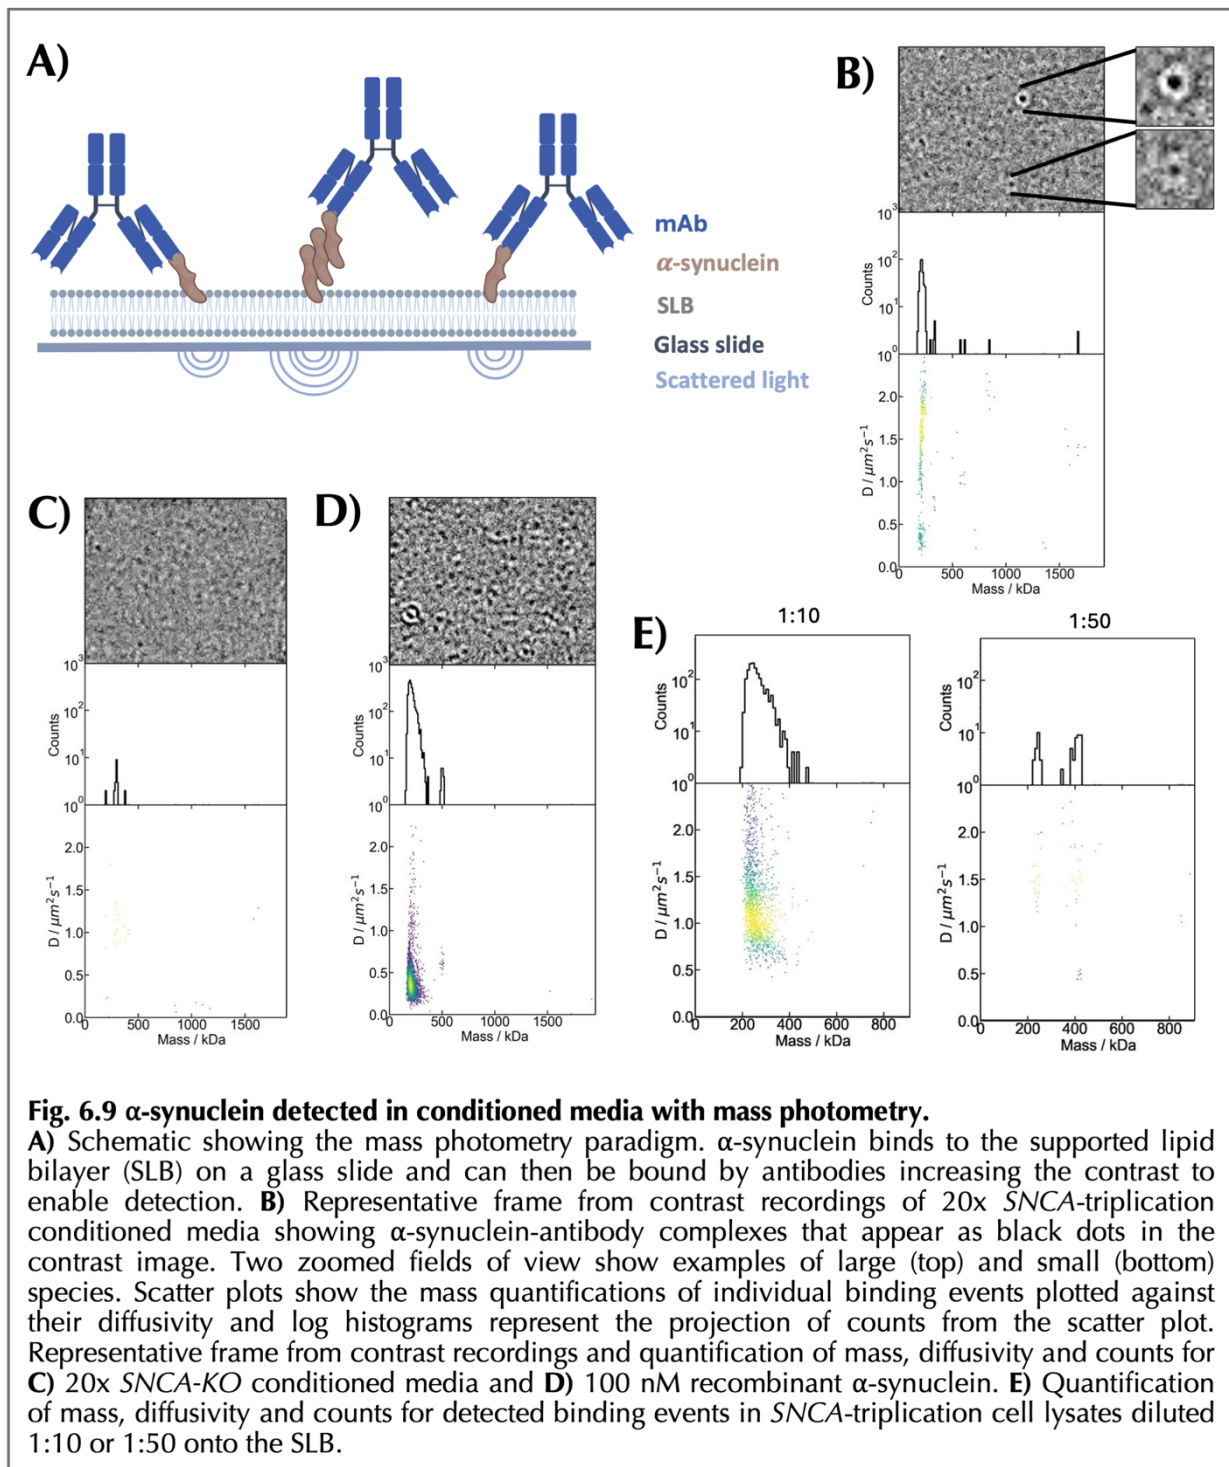 A)
mAb
α-synuclein
SLB
Glass slide
Scattered light
B)
10³
10²
10¹
10⁰
Counts
2.0
1.5
1.0
0.5
0.0
D / μm²s⁻¹
0 500 1000 1500
Mass / kDa
C)
10³
10²
10¹
10⁰
Counts
2.0
1.5
1.0
0.5
0.0
D / μm²s⁻¹
0 500 1000 1500
Mass / kDa
D)
10³
10²
10¹
10⁰
Counts
2.0
1.5
1.0
0.5
0.0
D / μm²s⁻¹
0 500 1000 1500
Mass / kDa
E)
1:10
10²
10¹
10⁰
Counts
2.0
1.5
1.0
0.5
0.0
D / μm²s⁻¹
0 200 400 600 800
Mass / kDa
1:50
10²
10¹
10⁰
Counts
2.0
1.5
1.0
0.5
0.0
D / μm²s⁻¹
0 200 400 600 800
Mass / kDa
Fig. 6.9 α-synuclein detected in conditioned media with mass photometry.
A) Schematic showing the mass photometry paradigm. α-synuclein binds to the supported lipid
bilayer (SLB) on a glass slide and can then be bound by antibodies increasing the contrast to
enable detection. B) Representative frame from contrast recordings of 20x SNCA-triplication
conditioned media showing α-synuclein-antibody complexes that appear as black dots in the
contrast image. Two zoomed fields of view show examples of large (top) and small (bottom)
species. Scatter plots show the mass quantifications of individual binding events plotted against
their diffusivity and log histograms represent the projection of counts from the scatter plot.
Representative frame from contrast recordings and quantification of mass, diffusivity and counts for
C) 20x SNCA-KO conditioned media and D) 100 nM recombinant α-synuclein. E) Quantification
of mass, diffusivity and counts for detected binding events in SNCA-triplication cell lysates diluted
1:10 or 1:50 onto the SLB.